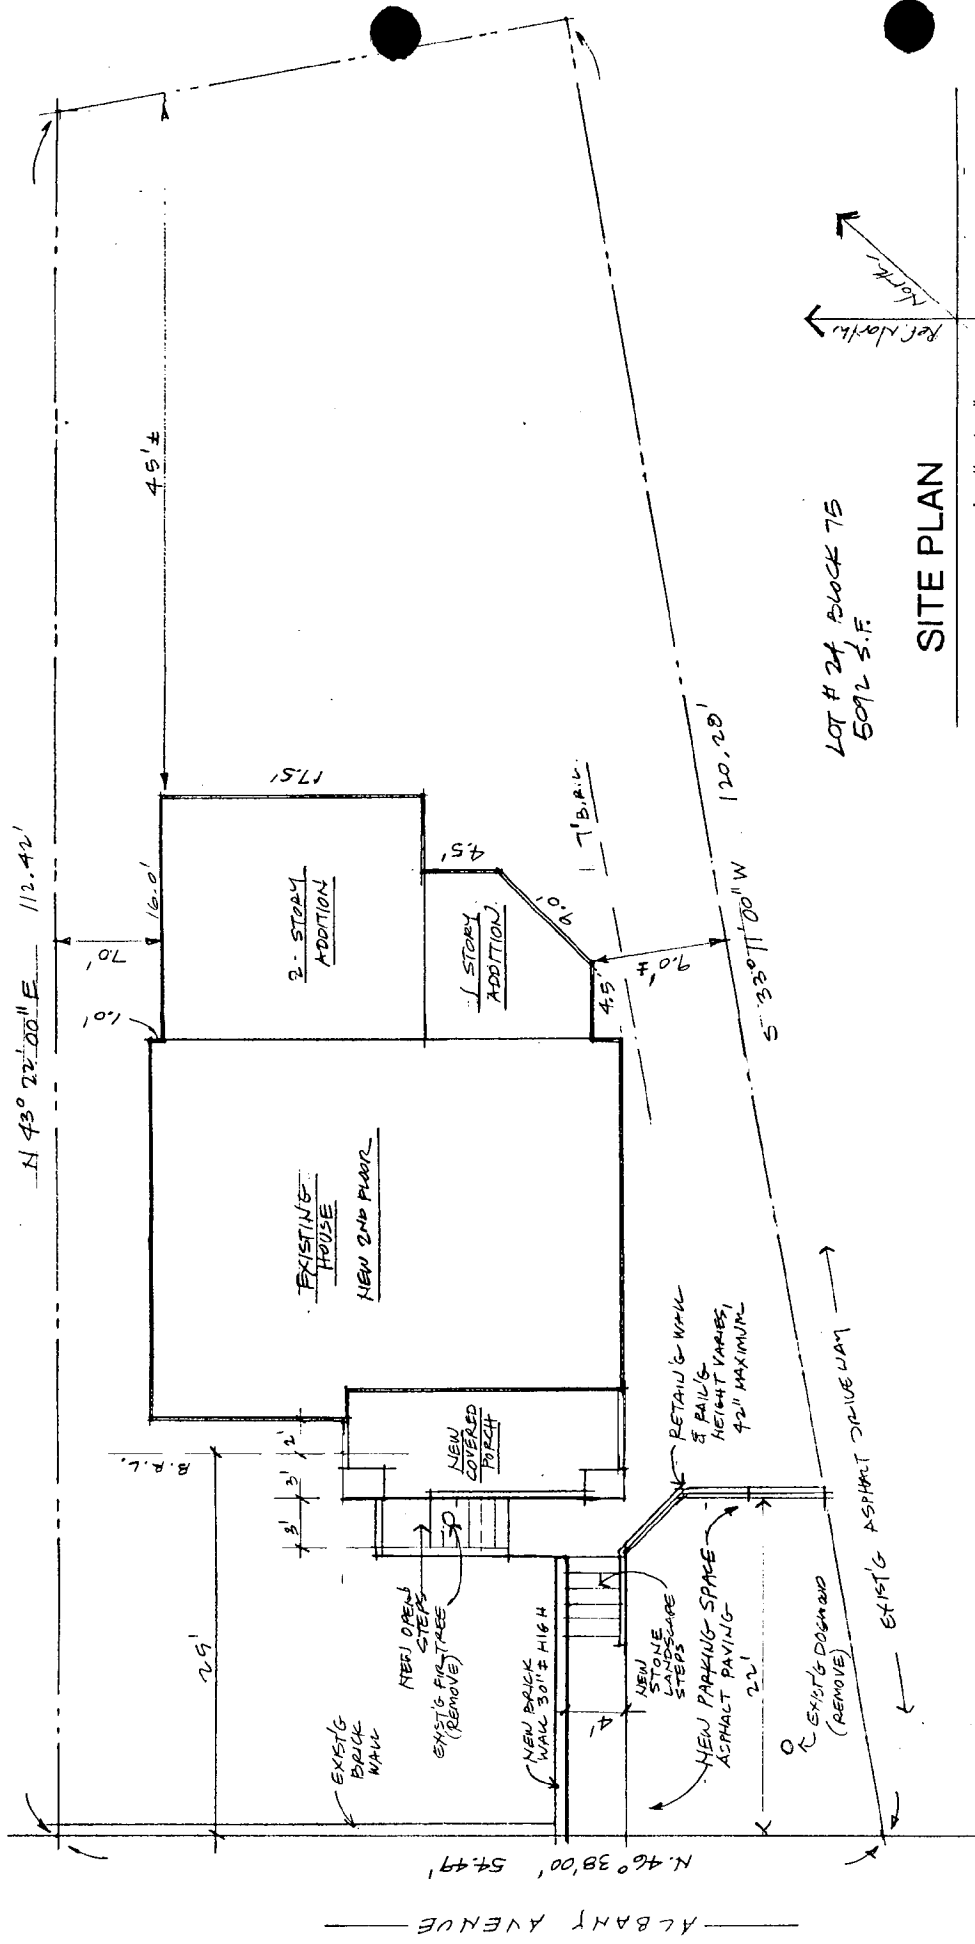 N 43° 22' 00" E 112.42'
45'±
7.0'
16.0'
1.0'
17.5'
2-STORY
ADDITION
4.5'
1 STORY
ADDITION
9.0'
4.5'
7' B.R.L.
9.0'±
S 33° 11' 00" W 120.28'
EXISTING
HOUSE
NEW 2ND FLOOR
B.R.L.
25'
2'
3'
3'
NEW
COVERED
PORCH
RETAIN'G WALL
& RAIL'G
HEIGHT VARIES,
42" MAXIMUM
NEW OPEN
STEPS
EXIST'G FIR TREE
(REMOVE)
EXIST'G
BRICK
WALL
NEW BRICK
WALL 30"± HIGH
NEW
STONE
LANDSCAPE
STEPS
4'
NEW PARKING SPACE
ASPHALT PAVING
22'
EXIST'G DOGWOOD
(REMOVE)
EXIST'G ASPHALT DRIVEWAY
N. 46° 38' 00' 54.49'
ALBANY AVENUE
LOT # 24 BLOCK 75
5092 S.F.
SITE PLAN
Ref. North
North